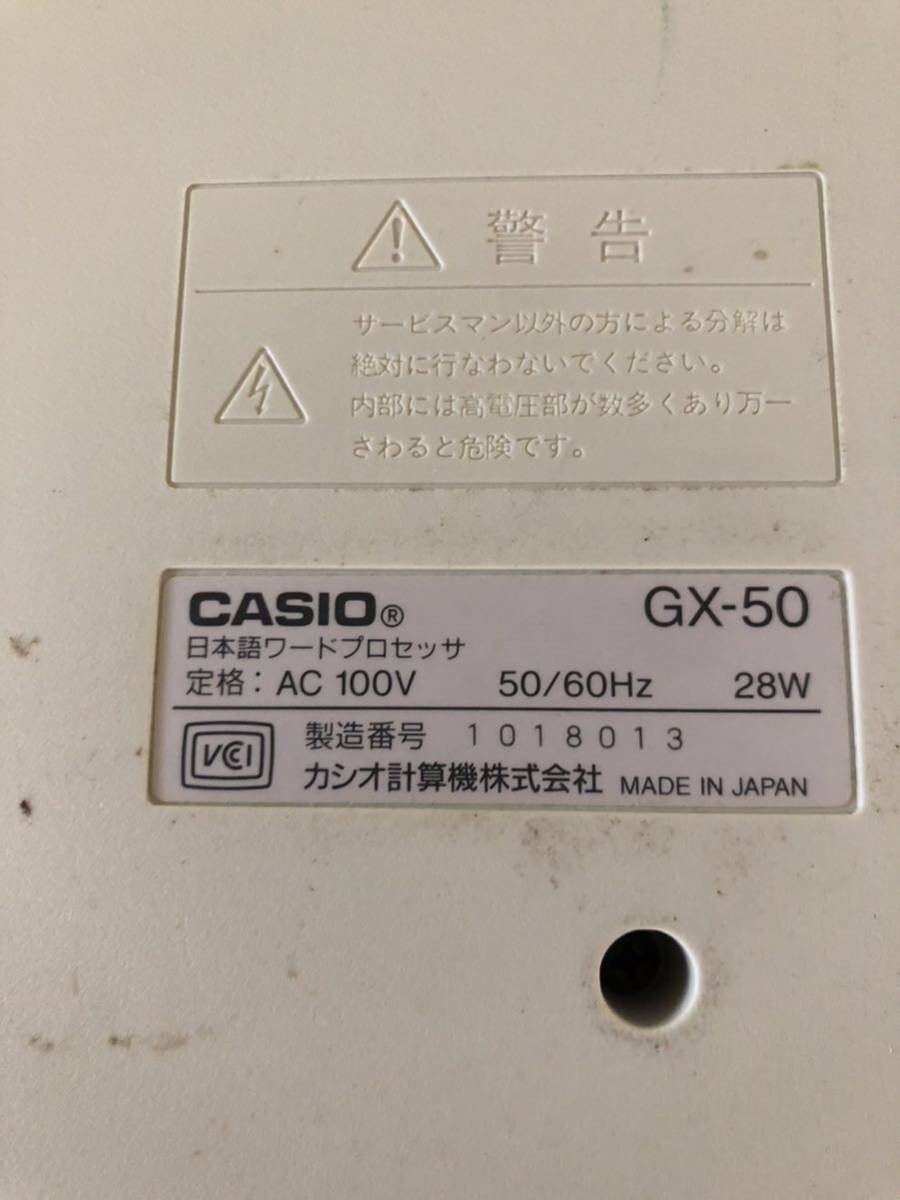 警告
サービスマン以外の方による分解は
絶対に行なわないでください。
内部には高電圧部が数多くあり万一
さわると危険です。
CASIO® GX-50
日本語ワードプロセッサ
定格: AC 100V 50/60Hz 28W
VCCI 製造番号 1018013
カシオ計算機株式会社 MADE IN JAPAN